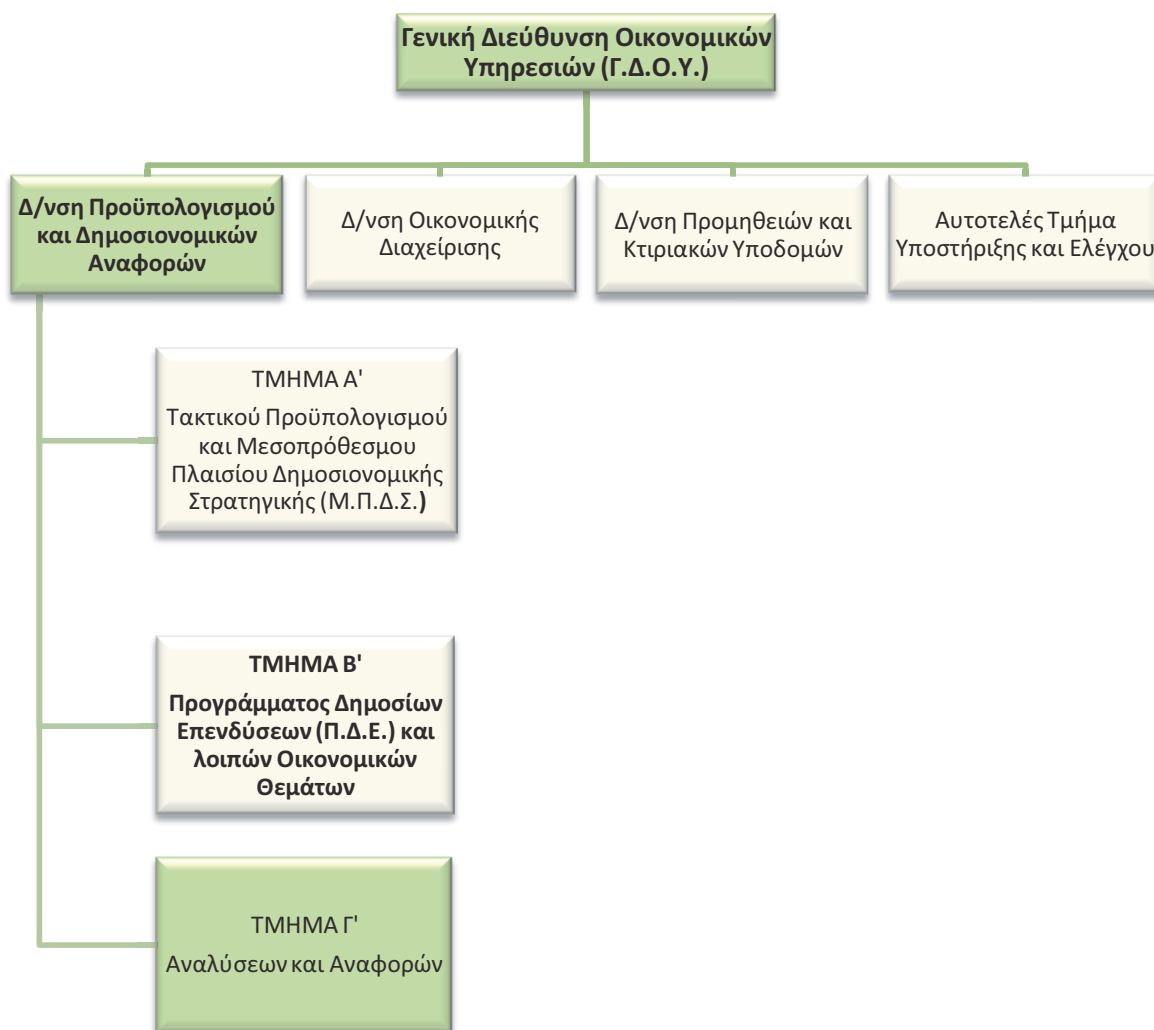 Γενική Διεύθυνση Οικονομικών
Υπηρεσιών (Γ.Δ.Ο.Υ.)
Δ/νση Προϋπολογισμού
και Δημοσιονομικών
Αναφορών
Δ/νση Οικονομικής
Διαχείρισης
Δ/νση Προμηθειών και
Κτιριακών Υποδομών
Αυτοτελές Τμήμα
Υποστήριξης και Ελέγχου
ΤΜΗΜΑ Α'
Τακτικού Προϋπολογισμού
και Μεσοπρόθεσμου
Πλαισίου Δημοσιονομικής
Στρατηγικής (Μ.Π.Δ.Σ.)
ΤΜΗΜΑ Β'
Προγράμματος Δημοσίων
Επενδύσεων (Π.Δ.Ε.) και
λοιπών Οικονομικών
Θεμάτων
ΤΜΗΜΑ Γ'
Αναλύσεων και Αναφορών